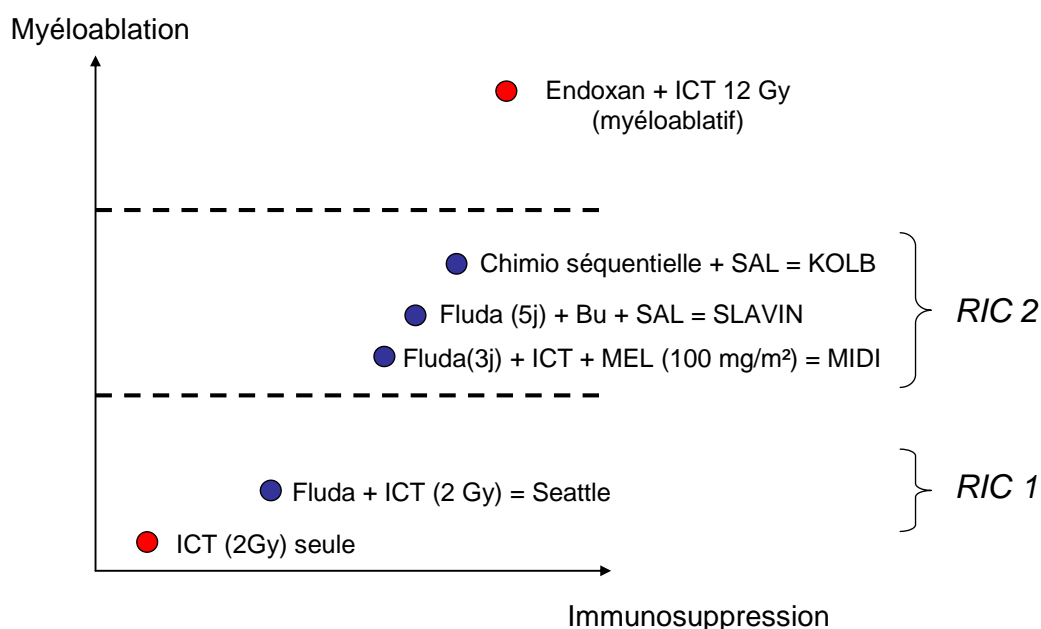 Myéloablation
Endoxan + ICT 12 Gy
(myéloablatif)
Chimio séquentielle + SAL = KOLB
Fluda (5j) + Bu + SAL = SLAVIN
RIC 2
Fluda(3j) + ICT + MEL (100 mg/m²) = MIDI
Fluda + ICT (2 Gy) = Seattle
RIC 1
ICT (2Gy) seule
Immunosuppression